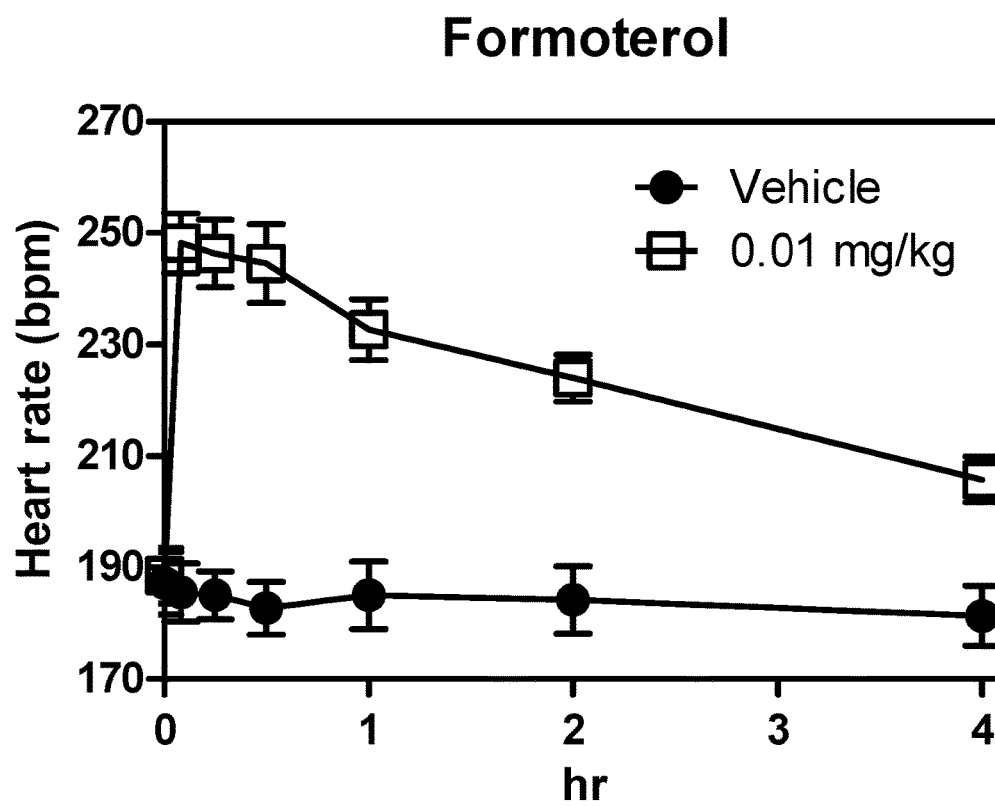 Formoterol
270
250
230
210
190
170
Heart rate (bpm)
Vehicle
0.01 mg/kg
0 1 2 3 4
hr